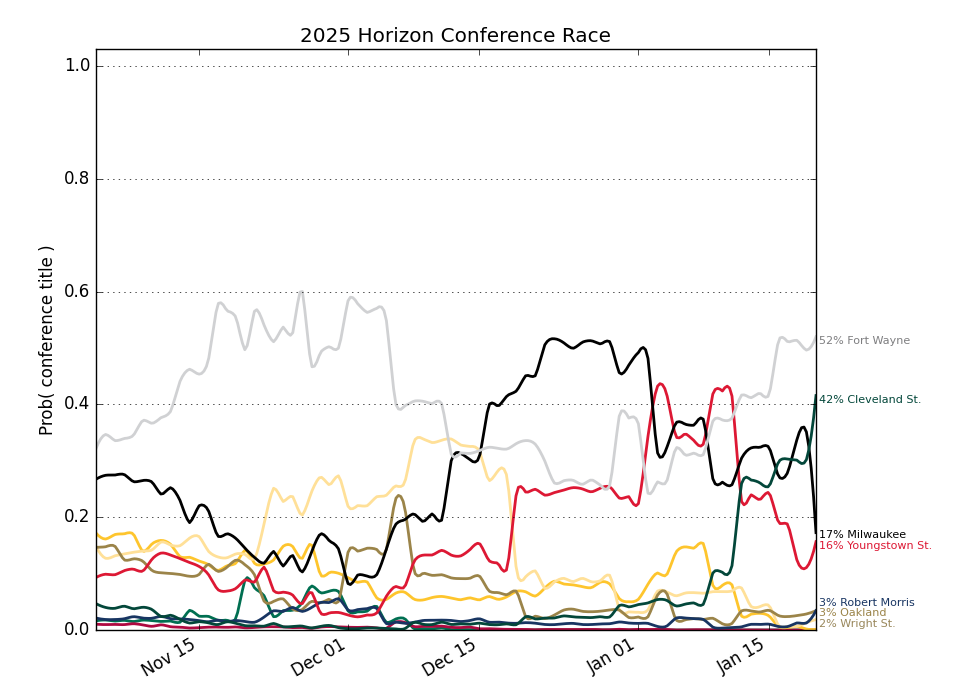 2025 Horizon Conference Race
Prob( conference title )
1.0
0.8
0.6
0.4
0.2
0.0
Nov 15
Dec 01
Dec 15
Jan 01
Jan 15
52% Fort Wayne
42% Cleveland St.
17% Milwaukee
16% Youngstown St.
3% Robert Morris
3% Oakland
2% Wright St.